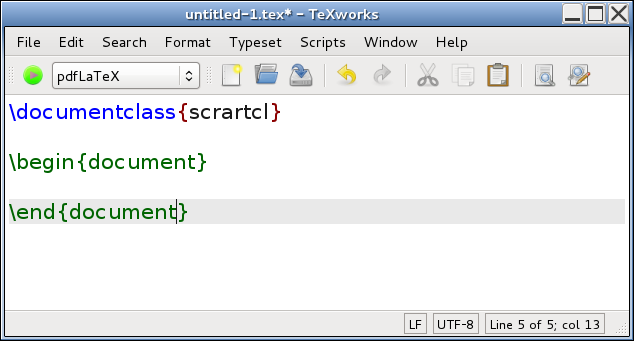 untitled-1.tex* – TeXworks
File Edit Search Format Typeset Scripts Window Help
pdfLaTeX
\documentclass{scrartcl}
\begin{document}
\end{document}
LF UTF-8 Line 5 of 5; col 13